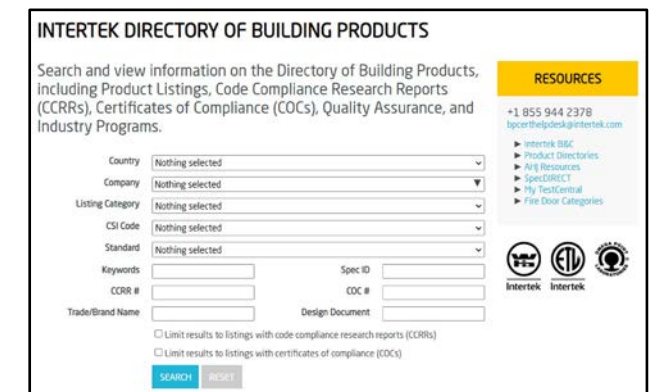 INTERTEK DIRECTORY OF BUILDING PRODUCTS
Search and view information on the Directory of Building Products,
including Product Listings, Code Compliance Research Reports
(CCRRs), Certificates of Compliance (COCs), Quality Assurance, and
Industry Programs.
Country Nothing selected
Company Nothing selected
Listing Category Nothing selected
CSI Code Nothing selected
Standard Nothing selected
Keywords Spec ID
CCRR # COC #
Trade/Brand Name Design Document
Limit results to listings with code compliance research reports (CCRRs)
Limit results to listings with certificates of compliance (COCs)
SEARCH RESET
RESOURCES
+1 855 944 2378
bpcerthelpdesk@intertek.com
Intertek B&C
Product Directories
Resources
SpecDIRECT
My TestCentral
Fire Door Categories
ETL
Intertek Intertek